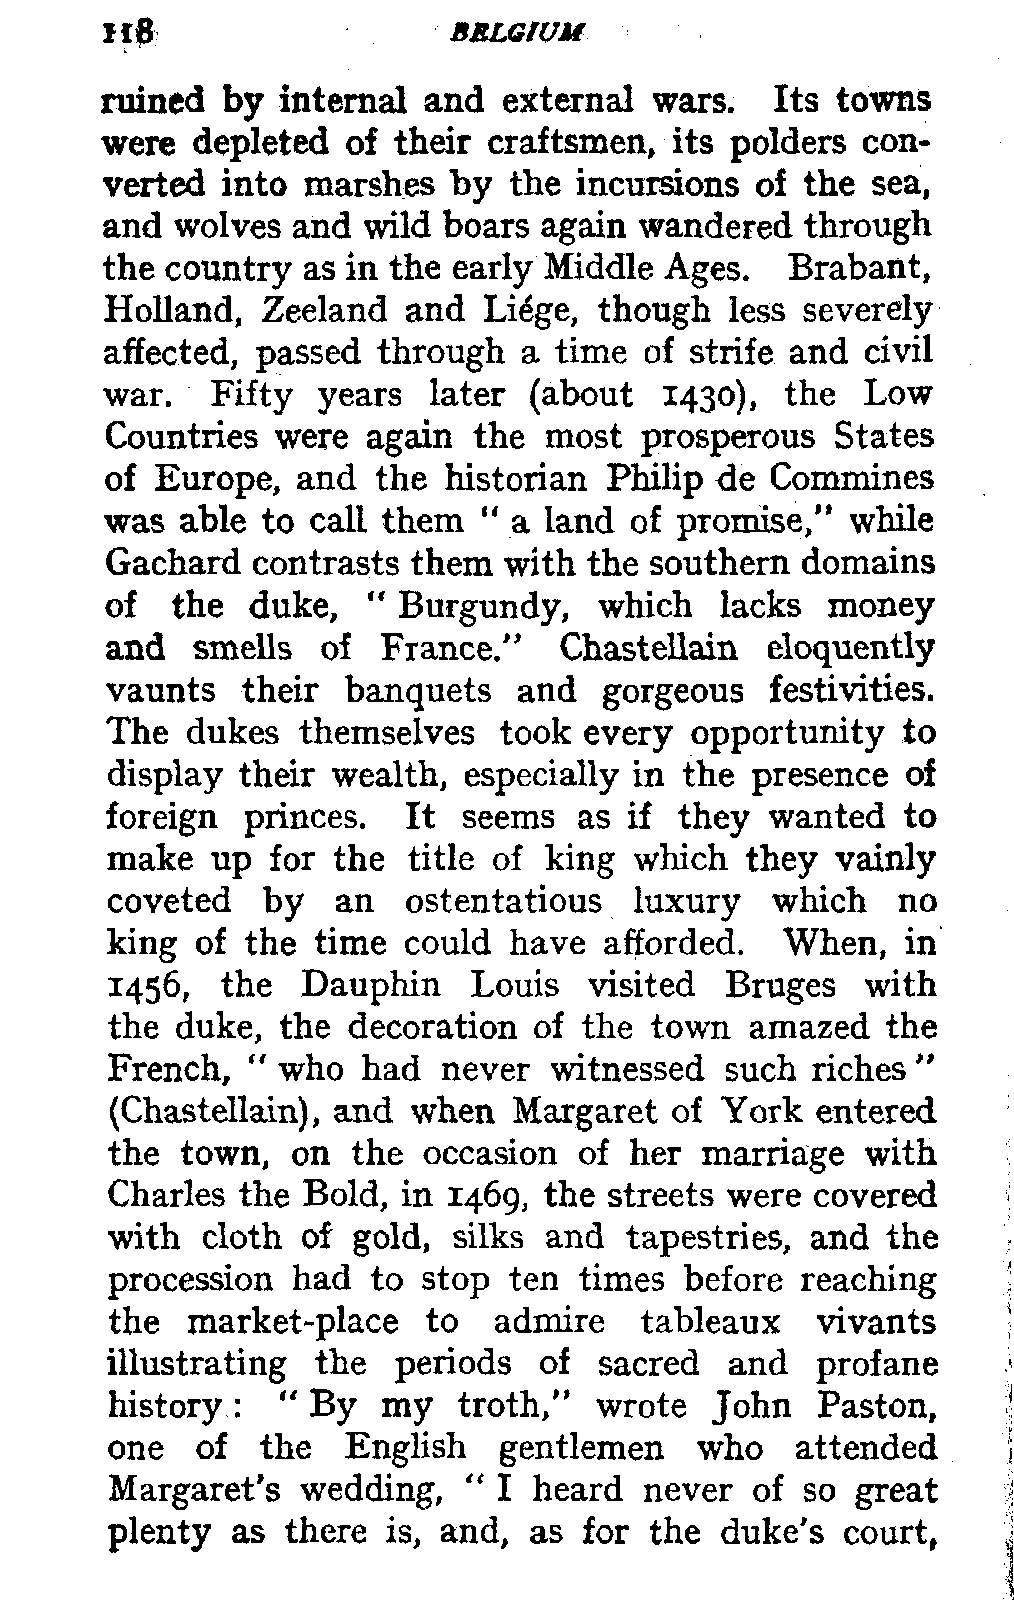 118 BELGIUM
ruined by internal and external wars. Its towns
were depleted of their craftsmen, its polders con-
verted into marshes by the incursions of the sea,
and wolves and wild boars again wandered through
the country as in the early Middle Ages. Brabant,
Holland, Zeeland and Liége, though less severely
affected, passed through a time of strife and civil
war. Fifty years later (about 1430), the Low
Countries were again the most prosperous States
of Europe, and the historian Philip de Commines
was able to call them " a land of promise," while
Gachard contrasts them with the southern domains
of the duke, " Burgundy, which lacks money
and smells of France." Chastellain eloquently
vaunts their banquets and gorgeous festivities.
The dukes themselves took every opportunity to
display their wealth, especially in the presence of
foreign princes. It seems as if they wanted to
make up for the title of king which they vainly
coveted by an ostentatious luxury which no
king of the time could have afforded. When, in
1456, the Dauphin Louis visited Bruges with
the duke, the decoration of the town amazed the
French, " who had never witnessed such riches "
(Chastellain), and when Margaret of York entered
the town, on the occasion of her marriage with
Charles the Bold, in 1469, the streets were covered
with cloth of gold, silks and tapestries, and the
procession had to stop ten times before reaching
the market-place to admire tableaux vivants
illustrating the periods of sacred and profane
history : " By my troth," wrote John Paston,
one of the English gentlemen who attended
Margaret's wedding, " I heard never of so great
plenty as there is, and, as for the duke's court,